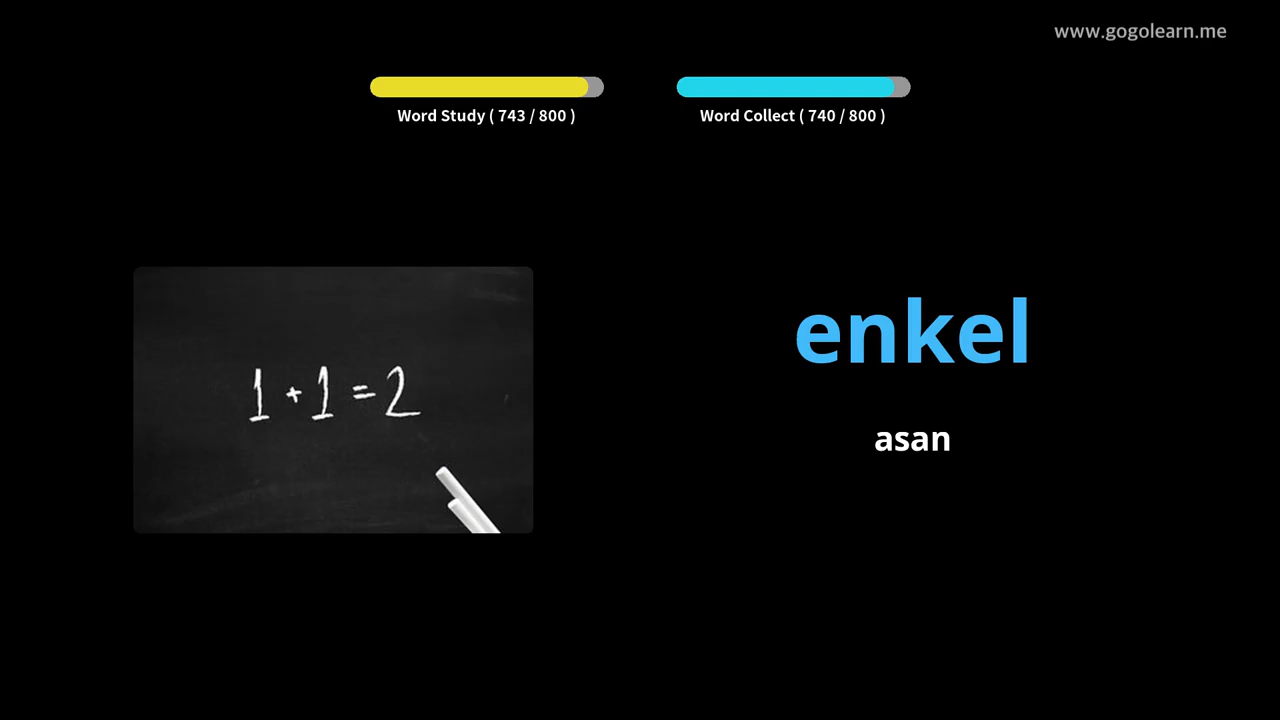 www.gogolearn.me
Word Study ( 743 / 800 )
Word Collect ( 740 / 800 )
1 + 1 = 2
enkel
asan